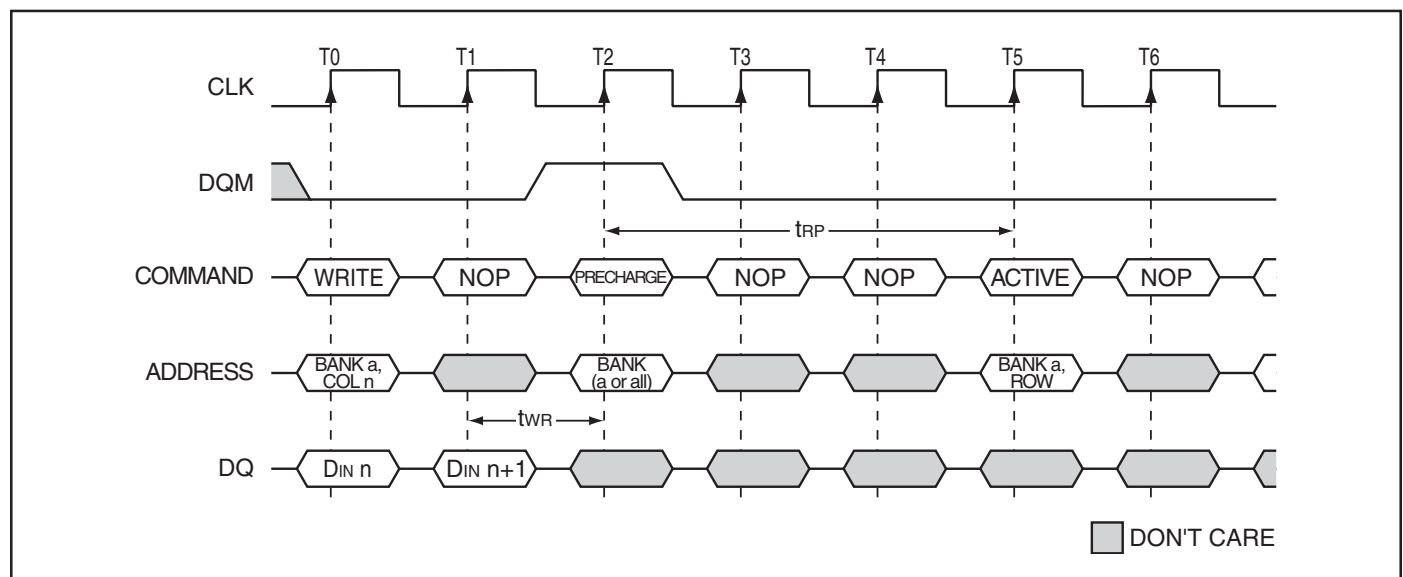 T0 T1 T2 T3 T4 T5 T6
CLK
DQM
tRP
COMMAND WRITE NOP PRECHARGE NOP NOP ACTIVE NOP
ADDRESS BANK a, COL n BANK (a or all) BANK a, ROW
tWR
DQ DIN n DIN n+1
DON'T CARE